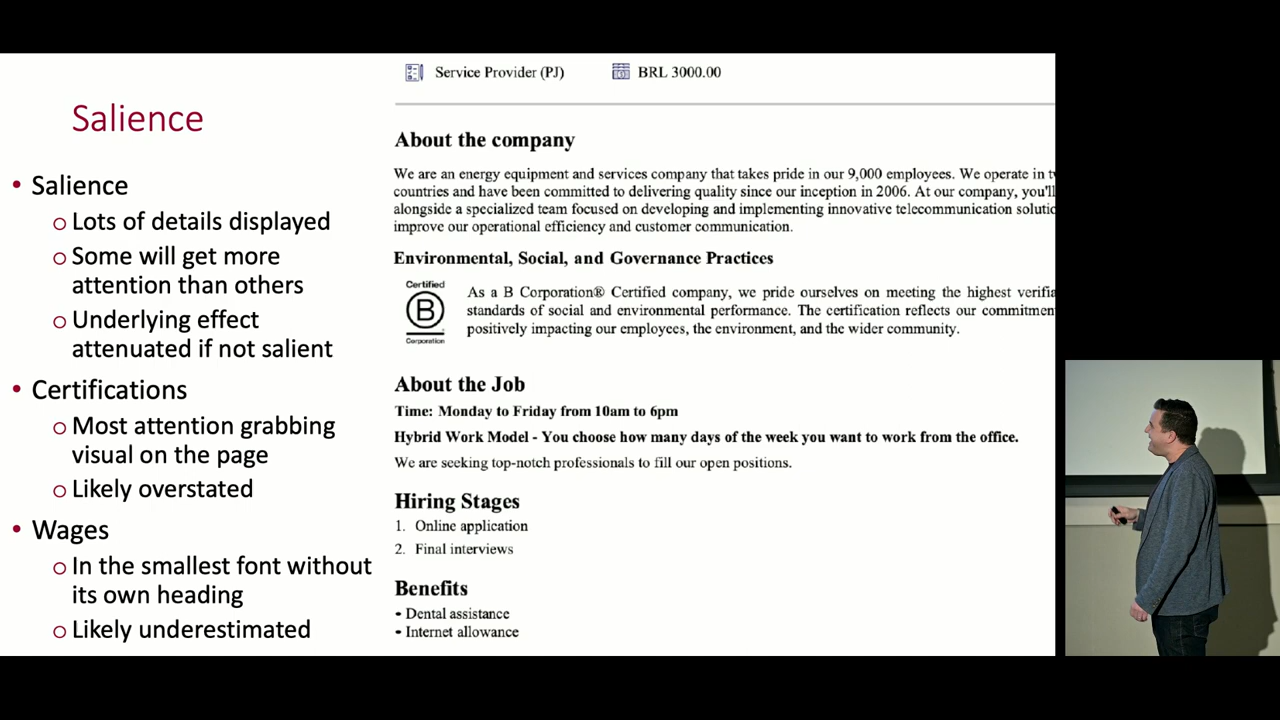 Salience
• Salience
o Lots of details displayed
o Some will get more
attention than others
o Underlying effect
attenuated if not salient
• Certifications
o Most attention grabbing
visual on the page
o Likely overstated
• Wages
o In the smallest font without
its own heading
o Likely underestimated
Service Provider (PJ) BRL 3000.00
About the company
We are an energy equipment and services company that takes pride in our 9,000 employees. We operate in
countries and have been committed to delivering quality since our inception in 2006. At our company, you'll
alongside a specialized team focused on developing and implementing innovative telecommunication
improve our operational efficiency and customer communication.
Environmental, Social, and Governance Practices
Certified
B
Corporation
As a B Corporation® Certified company, we pride ourselves on meeting the highest
standards of social and environmental performance. The certification reflects our
positively impacting our employees, the environment, and the wider community.
About the Job
Time: Monday to Friday from 10am to 6pm
Hybrid Work Model - You choose how many days of the week you want to work from the office.
We are seeking top-notch professionals to fill our open positions.
Hiring Stages
1. Online application
2. Final interviews
Benefits
• Dental assistance
• Internet allowance